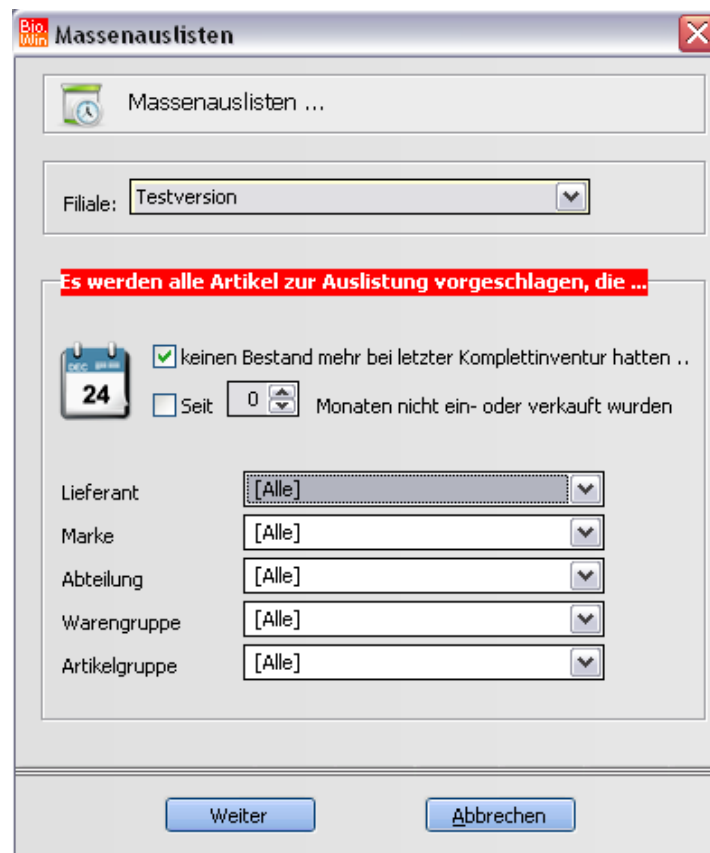 Bio.
Win
Massenauslisten
Massenauslisten ...
Filiale: Testversion
Es werden alle Artikel zur Auslistung vorgeschlagen, die ...
DEC
24
keinen Bestand mehr bei letzter Komplettinventur hatten ..
Seit 0 Monaten nicht ein- oder verkauft wurden
Lieferant [Alle]
Marke [Alle]
Abteilung [Alle]
Warengruppe [Alle]
Artikelgruppe [Alle]
Weiter Abbrechen